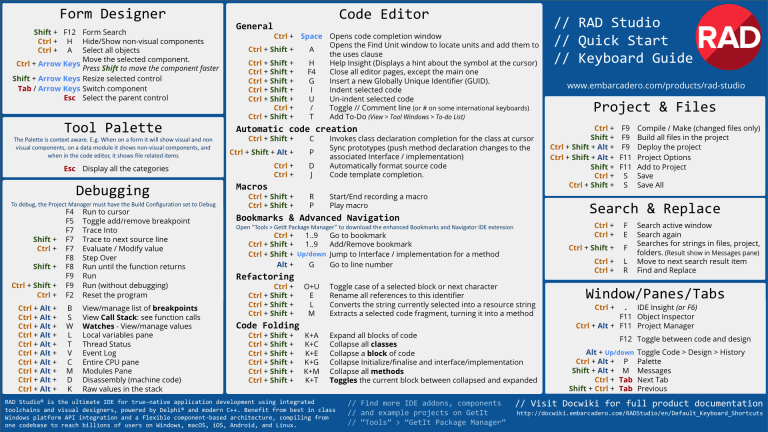 Form Designer
Shift + F12 Form Search
Ctrl + H Hide/Show non-visual components
Ctrl + A Select all objects
Ctrl + Arrow Keys Move the selected component.
Press Shift to move the component faster
Shift + Arrow Keys Resize selected control
Tab / Arrow Keys Switch component
Esc Select the parent control
Tool Palette
The Palette is context aware. E.g. When on a form it will show visual and non
visual components, on a data module it shows non-visual components, and
when in the code editor, it shows file related items
Esc Display all the categories
Debugging
To debug, the Project Manager must have the Build Configuration set to Debug
F4 Run to cursor
F5 Toggle add/remove breakpoint
F7 Trace Into
Shift + F7 Trace to next source line
Ctrl + F7 Evaluate / Modify value
F8 Step Over
Shift + F8 Run until the function returns
F9 Run
Ctrl + Shift + F9 Run (without debugging)
Ctrl + F2 Reset the program
Ctrl + Alt + B View/manage list of breakpoints
Ctrl + Alt + S View Call Stack: see function calls
Ctrl + Alt + W Watches - View/manage values
Ctrl + Alt + L Local variables pane
Ctrl + Alt + T Thread Status
Ctrl + Alt + V Event Log
Ctrl + Alt + C Entire CPU pane
Ctrl + Alt + M Modules Pane
Ctrl + Alt + D Disassembly (machine code)
Ctrl + Alt + K Raw values in the stack
Code Editor
General
Ctrl + Space Opens code completion window
Ctrl + Shift + A Opens the Find Unit window to locate units and add them to
the uses clause
Ctrl + Shift + H Help Insight (Displays a hint about the symbol at the cursor)
Ctrl + Shift + F4 Close all editor pages, except the main one
Ctrl + Shift + G Insert a new Globally Unique Identifier (GUID).
Ctrl + Shift + I Indent selected code
Ctrl + Shift + U Un-indent selected code
Ctrl + / Toggle // Comment line (or # on some international keyboards)
Ctrl + Shift + T Add To-Do (View > Tool Windows > To-do List)
Automatic code creation
Ctrl + Shift + C Invokes class declaration completion for the class at cursor
Ctrl + Shift + Alt + P Sync prototypes (push method declaration changes to the
associated Interface / implementation)
Ctrl + D Automatically format source code
Ctrl + J Code template completion.
Macros
Ctrl + Shift + R Start/End recording a macro
Ctrl + Shift + P Play macro
Bookmarks & Advanced Navigation
Open "Tools > GetIt Package Manager" to download the enhanced Bookmarks and Navigator IDE extension
Ctrl + 1..9 Go to bookmark
Ctrl + Shift + 1..9 Add/Remove bookmark
Ctrl + Shift + Up/down Jump to Interface / implementation for a method
Alt + G Go to line number
Refactoring
Ctrl + O+U Toggle case of a selected block or next character
Ctrl + Shift + E Rename all references to this identifier
Ctrl + Shift + L Converts the string currently selected into a resource string
Ctrl + Shift + M Extracts a selected code fragment, turning it into a method
Code Folding
Ctrl + Shift + K+A Expand all blocks of code
Ctrl + Shift + K+C Collapse all classes
Ctrl + Shift + K+E Collapse a block of code
Ctrl + Shift + K+G Collapse initialize/finalise and interface/implementation
Ctrl + Shift + K+M Collapse all methods
Ctrl + Shift + K+T Toggles the current block between collapsed and expanded
// RAD Studio
// Quick Start
// Keyboard Guide
RAD
www.embarcadero.com/products/rad-studio
Project & Files
Ctrl + F9 Compile / Make (changed files only)
Shift + F9 Build all files in the project
Ctrl + Shift + Alt + F9 Deploy the project
Ctrl + Shift + Alt + F11 Project Options
Shift + F11 Add to Project
Ctrl + S Save
Ctrl + Shift + S Save All
Search & Replace
Ctrl + F Search active window
Ctrl + E Search again
Ctrl + Shift + F Searches for strings in files, project,
folders. (Result show in Messages pane)
Ctrl + L Move to next search result item
Ctrl + R Find and Replace
Window/Panes/Tabs
Ctrl + . IDE Insight (or F6)
F11 Object Inspector
Ctrl + Alt + F11 Project Manager
F12 Toggle between code and design
Alt + Up/down Toggle Code > Design > History
Ctrl + Alt + P Palette
Shift + Alt + M Messages
Ctrl + Tab Next Tab
Shift + Ctrl + Tab Previous
RAD Studio® is the ultimate IDE for true-native application development using integrated
toolchains and visual designers, powered by Delphi® and modern C++. Benefit from best in class
Windows platform API integration and a flexible component-based architecture, compiling from
one codebase to reach billions of users on Windows, macOS, iOS, Android, and Linux.
// Find more IDE addons, components
// and example projects on GetIt
// "Tools" > "GetIt Package Manager"
// Visit Docwiki for full product documentation
http://docwiki.embarcadero.com/RADStudio/en/Default_Keyboard_Shortcuts